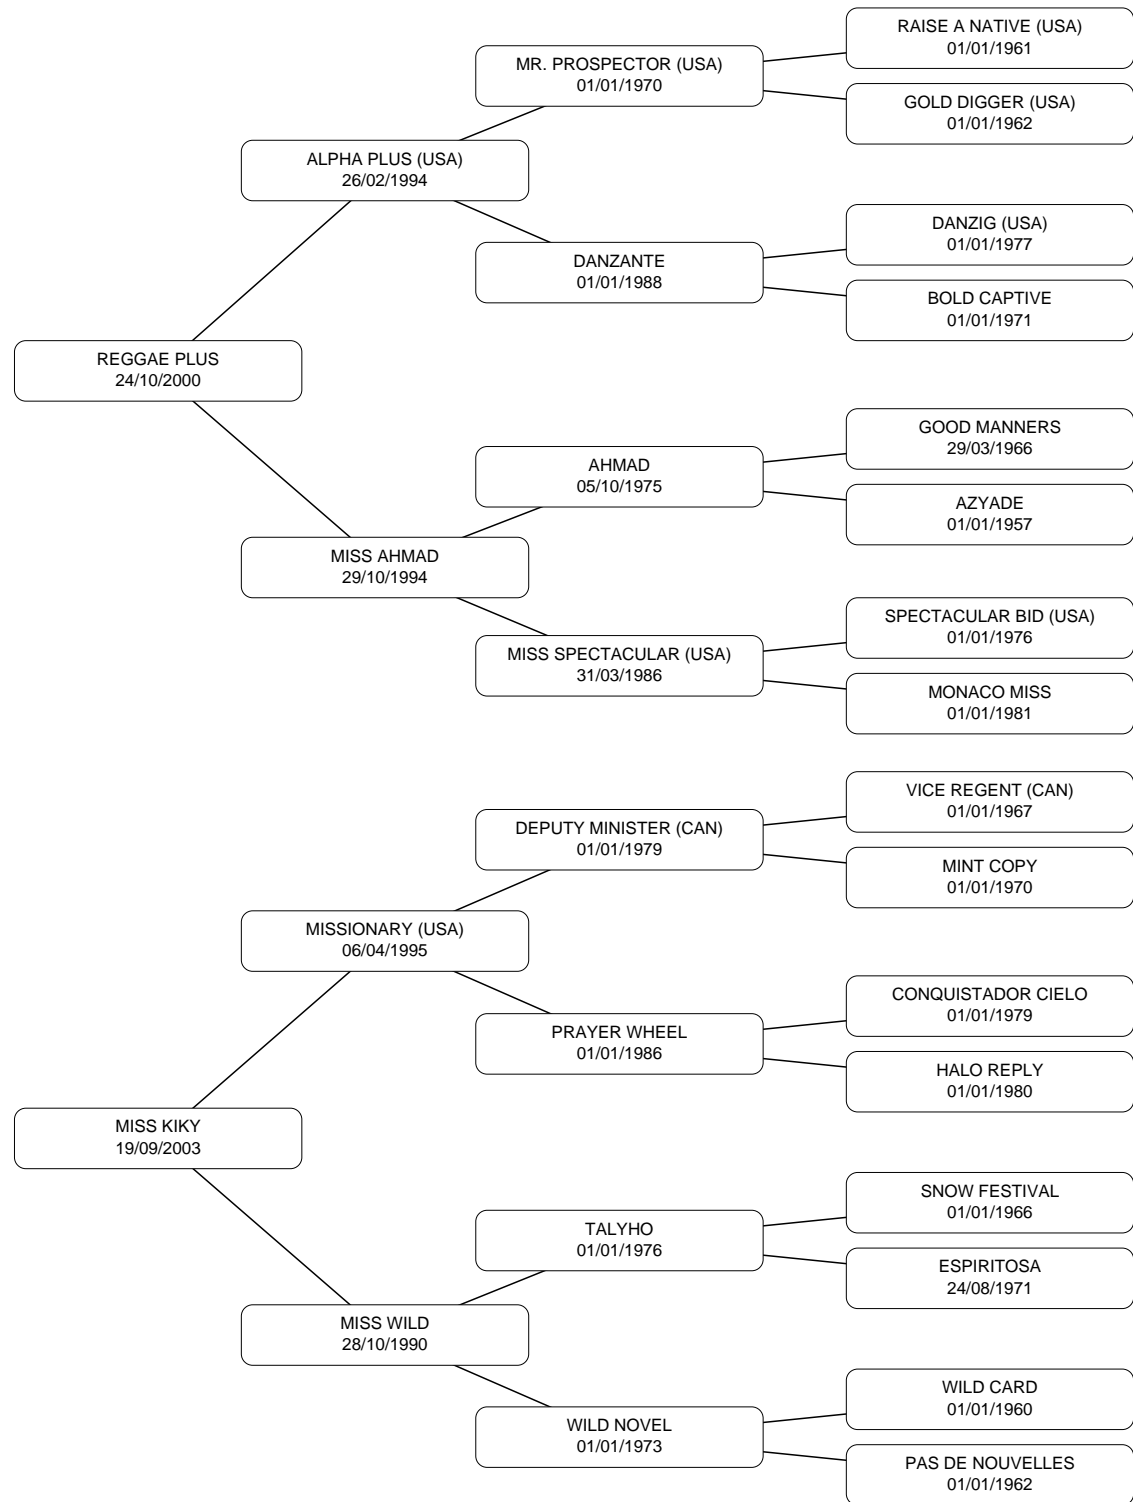 RAISE A NATIVE (USA)
01/01/1961
MR. PROSPECTOR (USA)
01/01/1970
GOLD DIGGER (USA)
01/01/1962
ALPHA PLUS (USA)
26/02/1994
DANZIG (USA)
01/01/1977
DANZANTE
01/01/1988
BOLD CAPTIVE
01/01/1971
REGGAE PLUS
24/10/2000
GOOD MANNERS
29/03/1966
AHMAD
05/10/1975
AZYADE
01/01/1957
MISS AHMAD
29/10/1994
SPECTACULAR BID (USA)
01/01/1976
MISS SPECTACULAR (USA)
31/03/1986
MONACO MISS
01/01/1981
VICE REGENT (CAN)
01/01/1967
DEPUTY MINISTER (CAN)
01/01/1979
MINT COPY
01/01/1970
MISSIONARY (USA)
06/04/1995
CONQUISTADOR CIELO
01/01/1979
PRAYER WHEEL
01/01/1986
HALO REPLY
01/01/1980
MISS KIKY
19/09/2003
SNOW FESTIVAL
01/01/1966
TALYHO
01/01/1976
ESPIRITOSA
24/08/1971
MISS WILD
28/10/1990
WILD CARD
01/01/1960
WILD NOVEL
01/01/1973
PAS DE NOUVELLES
01/01/1962